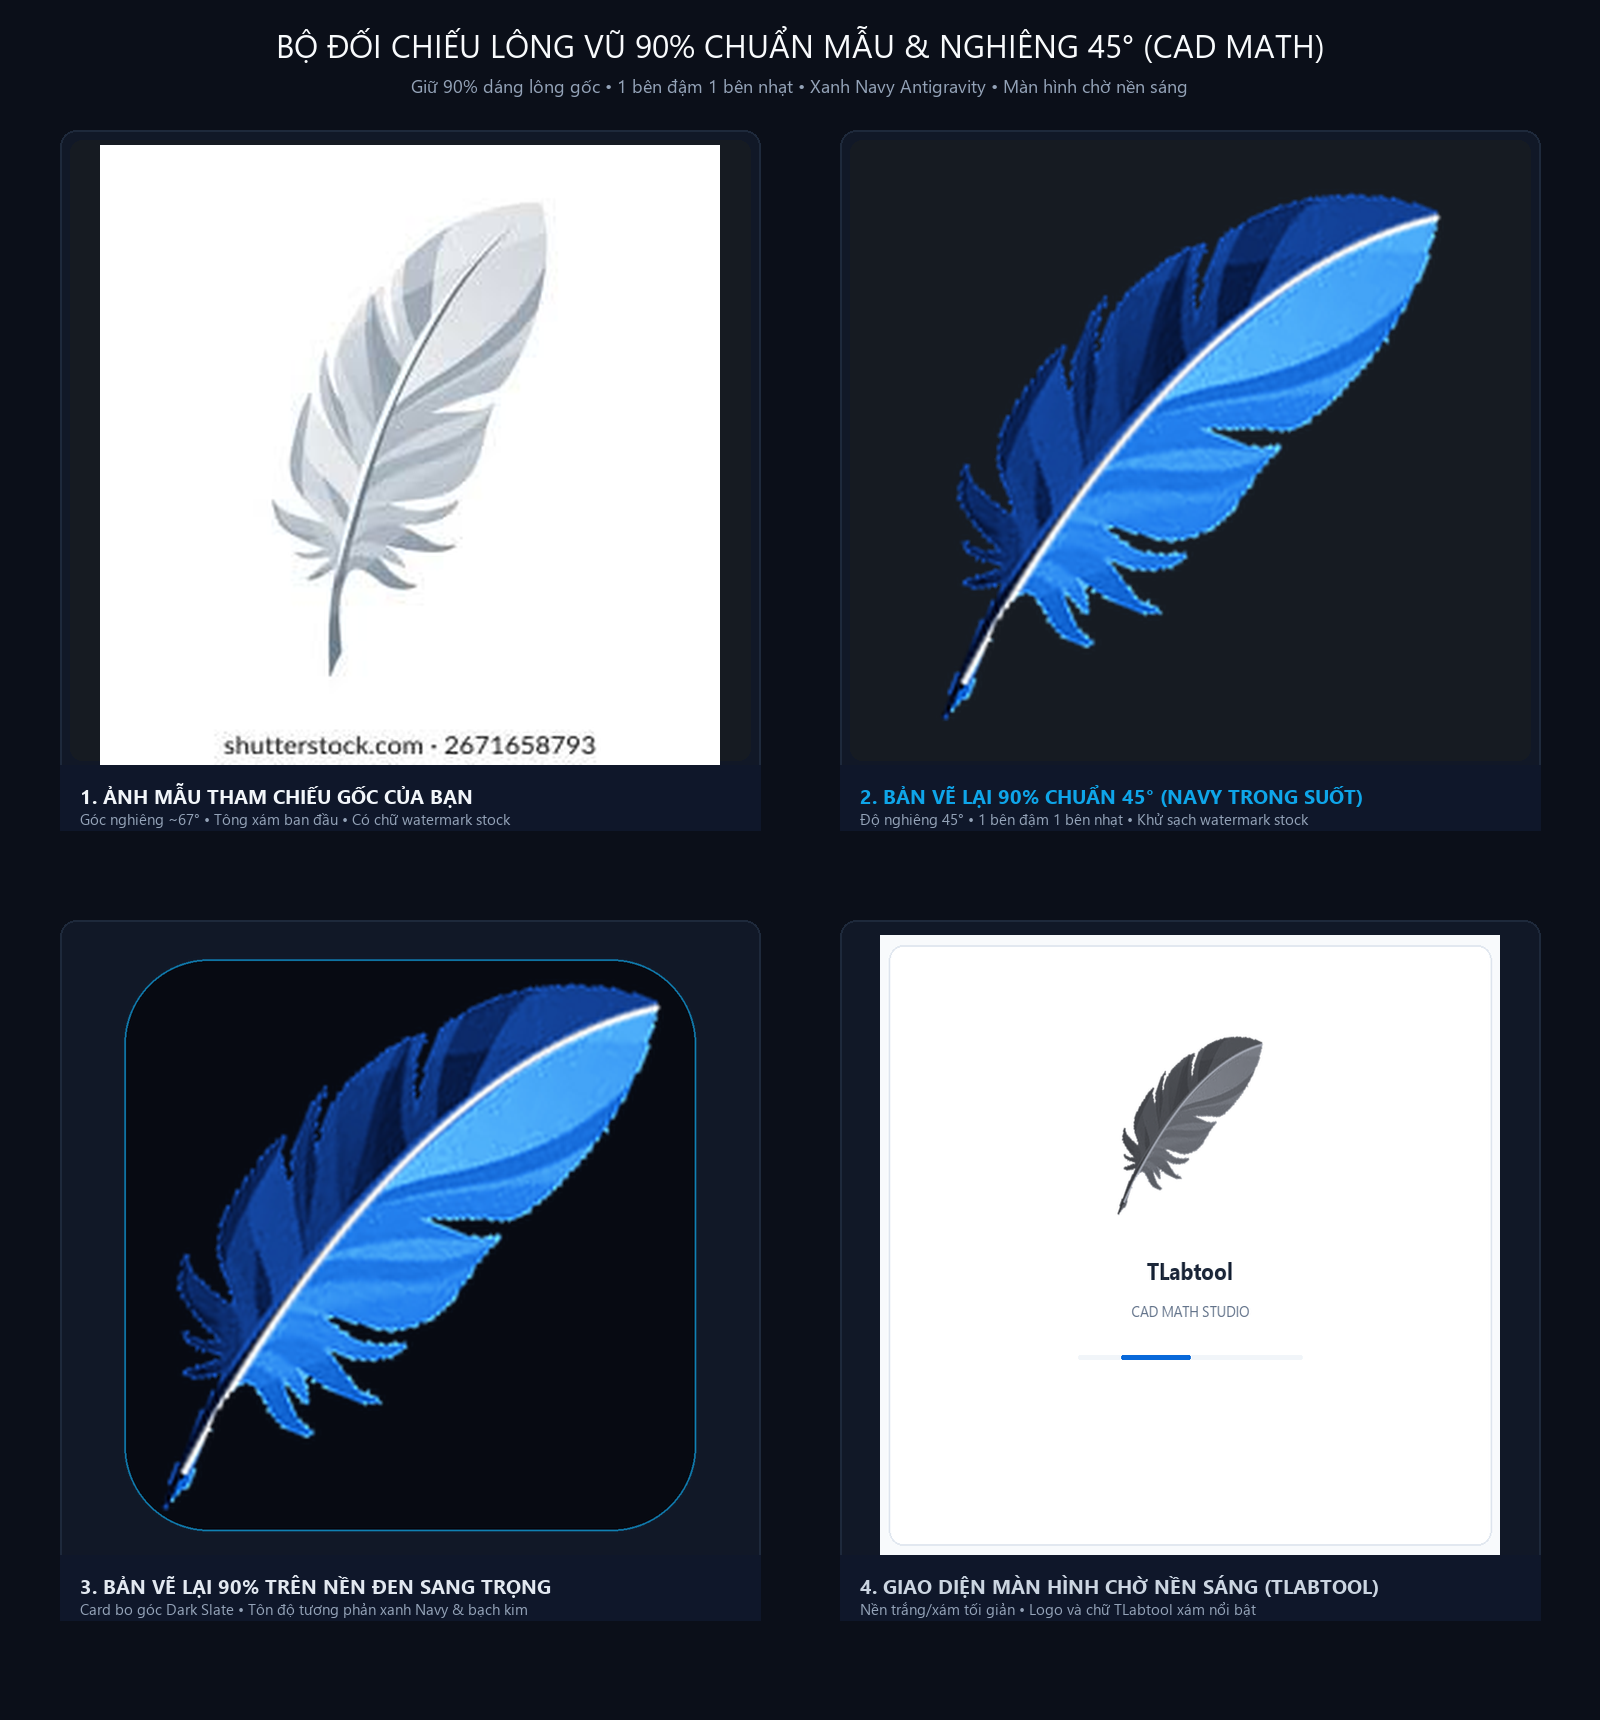 BỘ ĐỐI CHIẾU LÔNG VŨ 90% CHUẨN MẪU & NGHIÊNG 45° (CAD MATH)
Giữ 90% dáng lông gốc • 1 bên đậm 1 bên nhạt • Xanh Navy Antigravity • Màn hình chờ nền sáng
shutterstock.com · 2671658793
1. ẢNH MẪU THAM CHIẾU GỐC CỦA BẠN
Góc nghiêng ~67° • Tông xám ban đầu • Có chữ watermark stock
2. BẢN VẼ LẠI 90% CHUẨN 45° (NAVY TRONG SUỐT)
Độ nghiêng 45° • 1 bên đậm 1 bên nhạt • Khử sạch watermark stock
3. BẢN VẼ LẠI 90% TRÊN NỀN ĐEN SANG TRỌNG
Card bo góc Dark Slate • Tôn độ tương phản xanh Navy & bạch kim
TLabtool
CAD MATH STUDIO
4. GIAO DIỆN MÀN HÌNH CHỜ NỀN SÁNG (TLABTOOL)
Nền trắng/xám tối giản • Logo và chữ TLabtool xám nổi bật